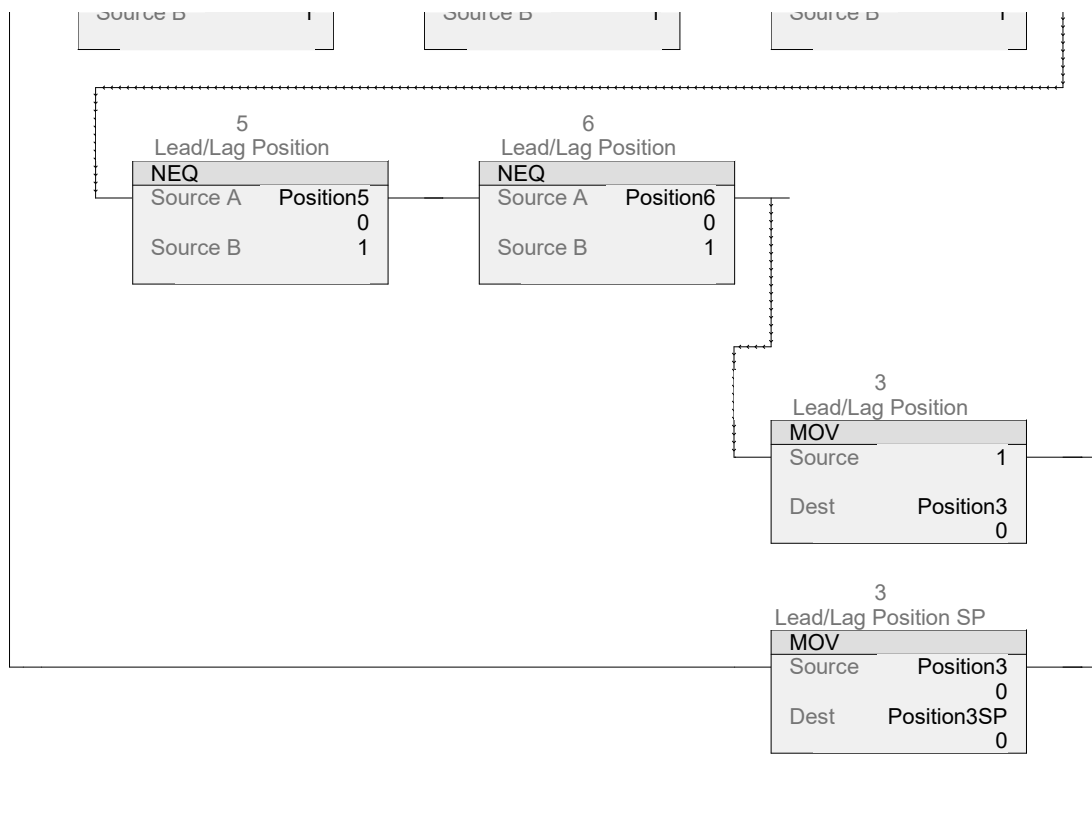 Source B 1 Source B 1 Source B 1
5 6
Lead/Lag Position Lead/Lag Position
NEQ NEQ
Source A Position5 Source A Position6
0 0
Source B 1 Source B 1
3
Lead/Lag Position
MOV
Source 1
Dest Position3
0
3
Lead/Lag Position SP
MOV
Source Position3
0
Dest Position3SP
0